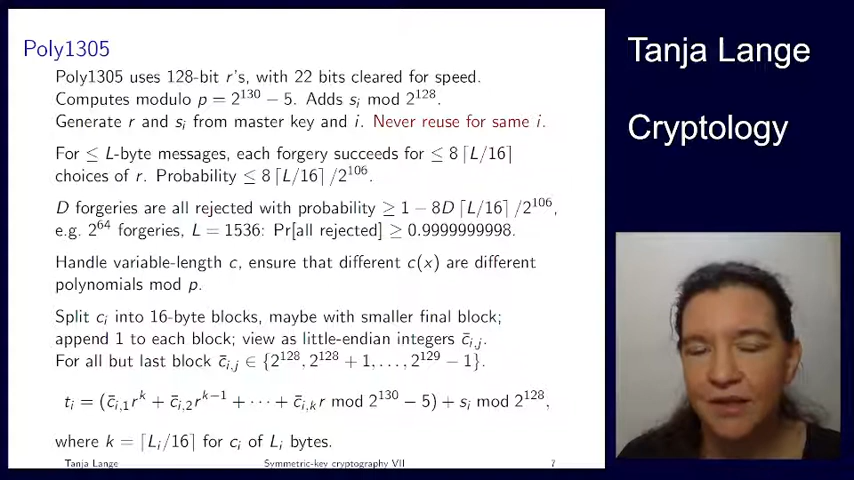 Poly1305
Poly1305 uses 128-bit r's, with 22 bits cleared for speed.
Computes modulo p = 2^130 − 5. Adds s_i mod 2^128.
Generate r and s_i from master key and i. Never reuse for same i.
For ≤ L-byte messages, each forgery succeeds for ≤ 8 ⌈L/16⌉
choices of r. Probability ≤ 8 ⌈L/16⌉ /2^106.
D forgeries are all rejected with probability ≥ 1 − 8D ⌈L/16⌉ /2^106,
e.g. 2^64 forgeries, L = 1536: Pr[all rejected] ≥ 0.9999999998.
Handle variable-length c, ensure that different c(x) are different
polynomials mod p.
Split c_i into 16-byte blocks, maybe with smaller final block;
append 1 to each block; view as little-endian integers c̄_i,j.
For all but last block c̄_i,j ∈ {2^128, 2^128 + 1, . . . , 2^129 − 1}.
t_i = (c̄_i,1 r^k + c̄_i,2 r^k−1 + · · · + c̄_i,k r mod 2^130 − 5) + s_i mod 2^128,
where k = ⌈L_i/16⌉ for c_i of L_i bytes.
Tanja Lange
Symmetric-key cryptography VII
7
Tanja Lange
Cryptology